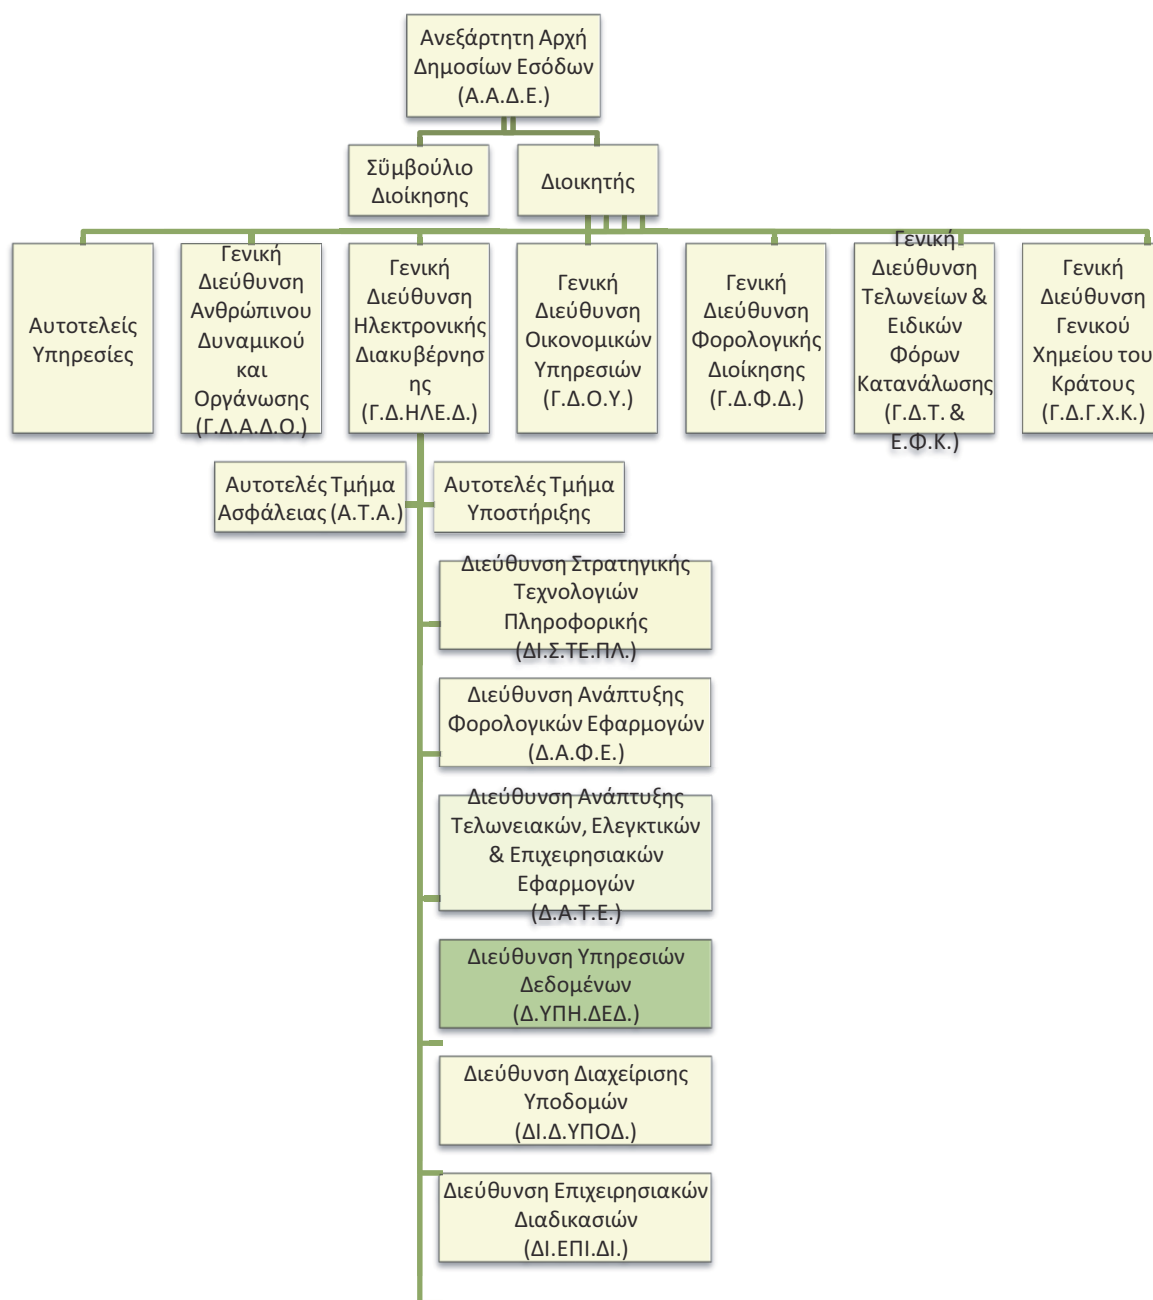 Ανεξάρτητη Αρχή
Δημοσίων Εσόδων
(Α.Α.Δ.Ε.)
Σΰμβούλιο
Διοίκησης
Διοικητής
Αυτοτελείς
Υπηρεσίες
Γενική
Διεύθυνση
Ανθρώπινου
Δυναμικού
και
Οργάνωσης
(Γ.Δ.Α.Δ.Ο.)
Γενική
Διεύθυνση
Ηλεκτρονικής
Διακυβέρνησ
ης
(Γ.Δ.ΗΛΕ.Δ.)
Γενική
Διεύθυνση
Οικονομικών
Υπηρεσιών
(Γ.Δ.Ο.Υ.)
Γενική
Διεύθυνση
Φορολογικής
Διοίκησης
(Γ.Δ.Φ.Δ.)
Γενική
Διεύθυνση
Τελωνείων &
Ειδικών
Φόρων
Κατανάλωσης
(Γ.Δ.Τ. &
Ε.Φ.Κ.)
Γενική
Διεύθυνση
Γενικού
Χημείου του
Κράτους
(Γ.Δ.Γ.Χ.Κ.)
Αυτοτελές Τμήμα
Ασφάλειας (Α.Τ.Α.)
Αυτοτελές Τμήμα
Υποστήριξης
Διεύθυνση Στρατηγικής
Τεχνολογιών
Πληροφορικής
(ΔΙ.Σ.ΤΕ.ΠΛ.)
Διεύθυνση Ανάπτυξης
Φορολογικών Εφαρμογών
(Δ.Α.Φ.Ε.)
Διεύθυνση Ανάπτυξης
Τελωνειακών, Ελεγκτικών
& Επιχειρησιακών
Εφαρμογών
(Δ.Α.Τ.Ε.)
Διεύθυνση Υπηρεσιών
Δεδομένων
(Δ.ΥΠΗ.ΔΕΔ.)
Διεύθυνση Διαχείρισης
Υποδομών
(ΔΙ.Δ.ΥΠΟΔ.)
Διεύθυνση Επιχειρησιακών
Διαδικασιών
(ΔΙ.ΕΠΙ.ΔΙ.)